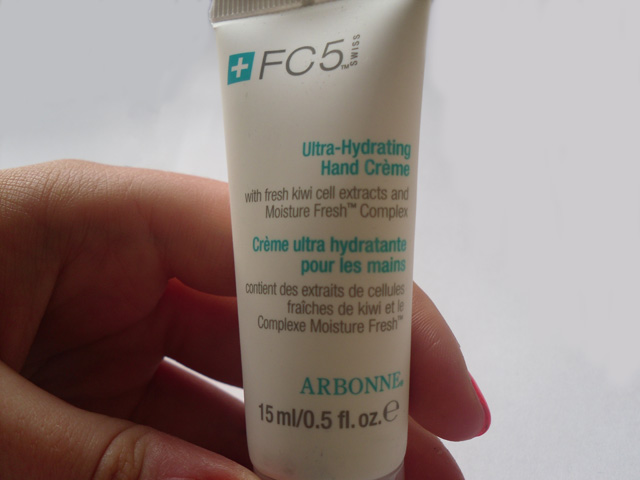 FC5™ SWISS
Ultra-Hydrating
Hand Crème
with fresh kiwi cell extracts and
Moisture Fresh™ Complex
Crème ultra hydratante
pour les mains
contient des extraits de cellules
fraîches de kiwi et le
Complexe Moisture Fresh™
ARBONNE®
15 ml/0.5 fl. oz. ℮